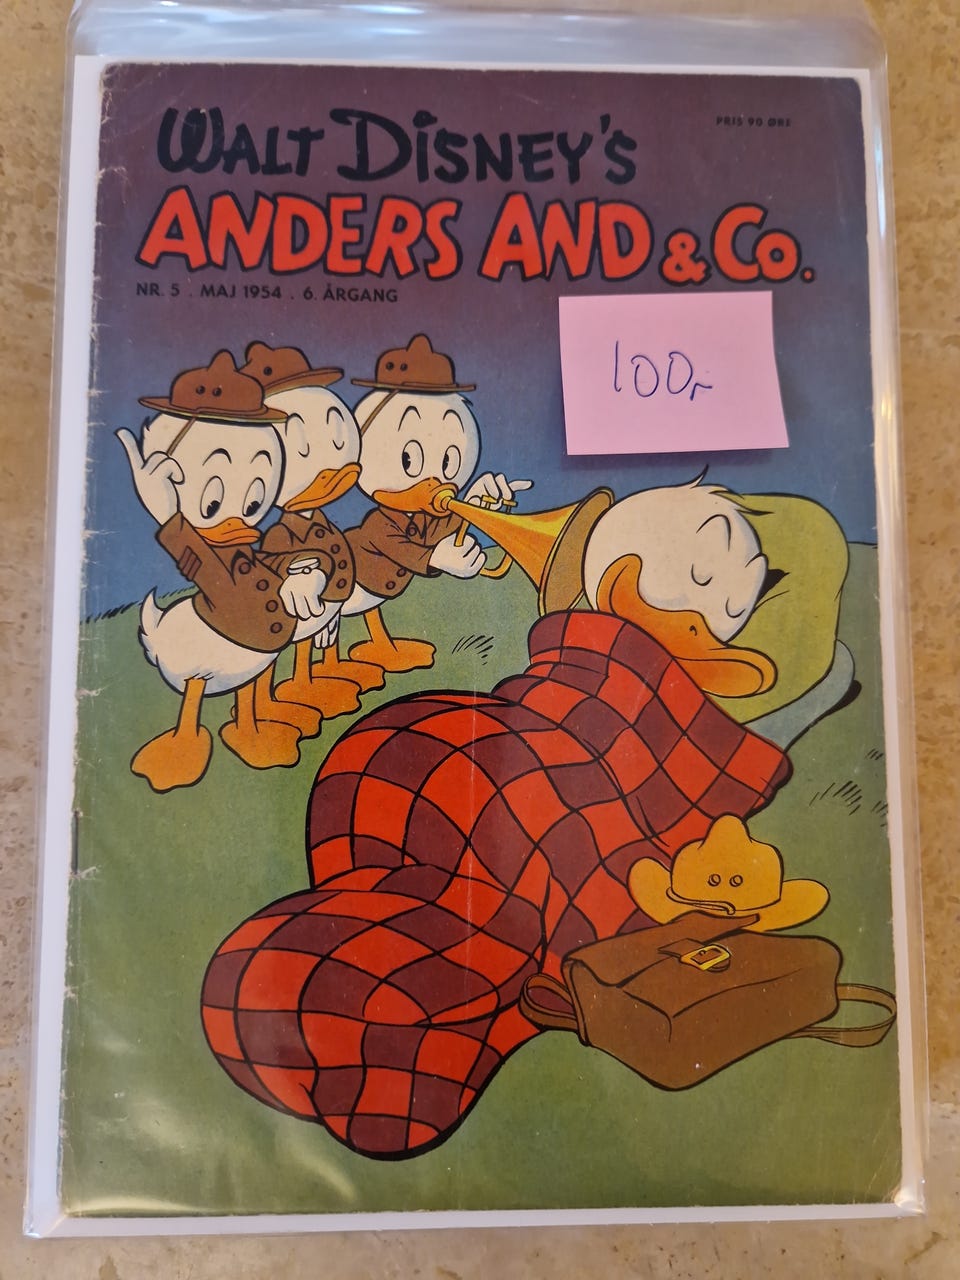 PRIS 90 ØRE
WALT DISNEY'S
ANDERS AND & Co.
NR. 5 . MAJ 1954 . 6. ÅRGANG
100,-